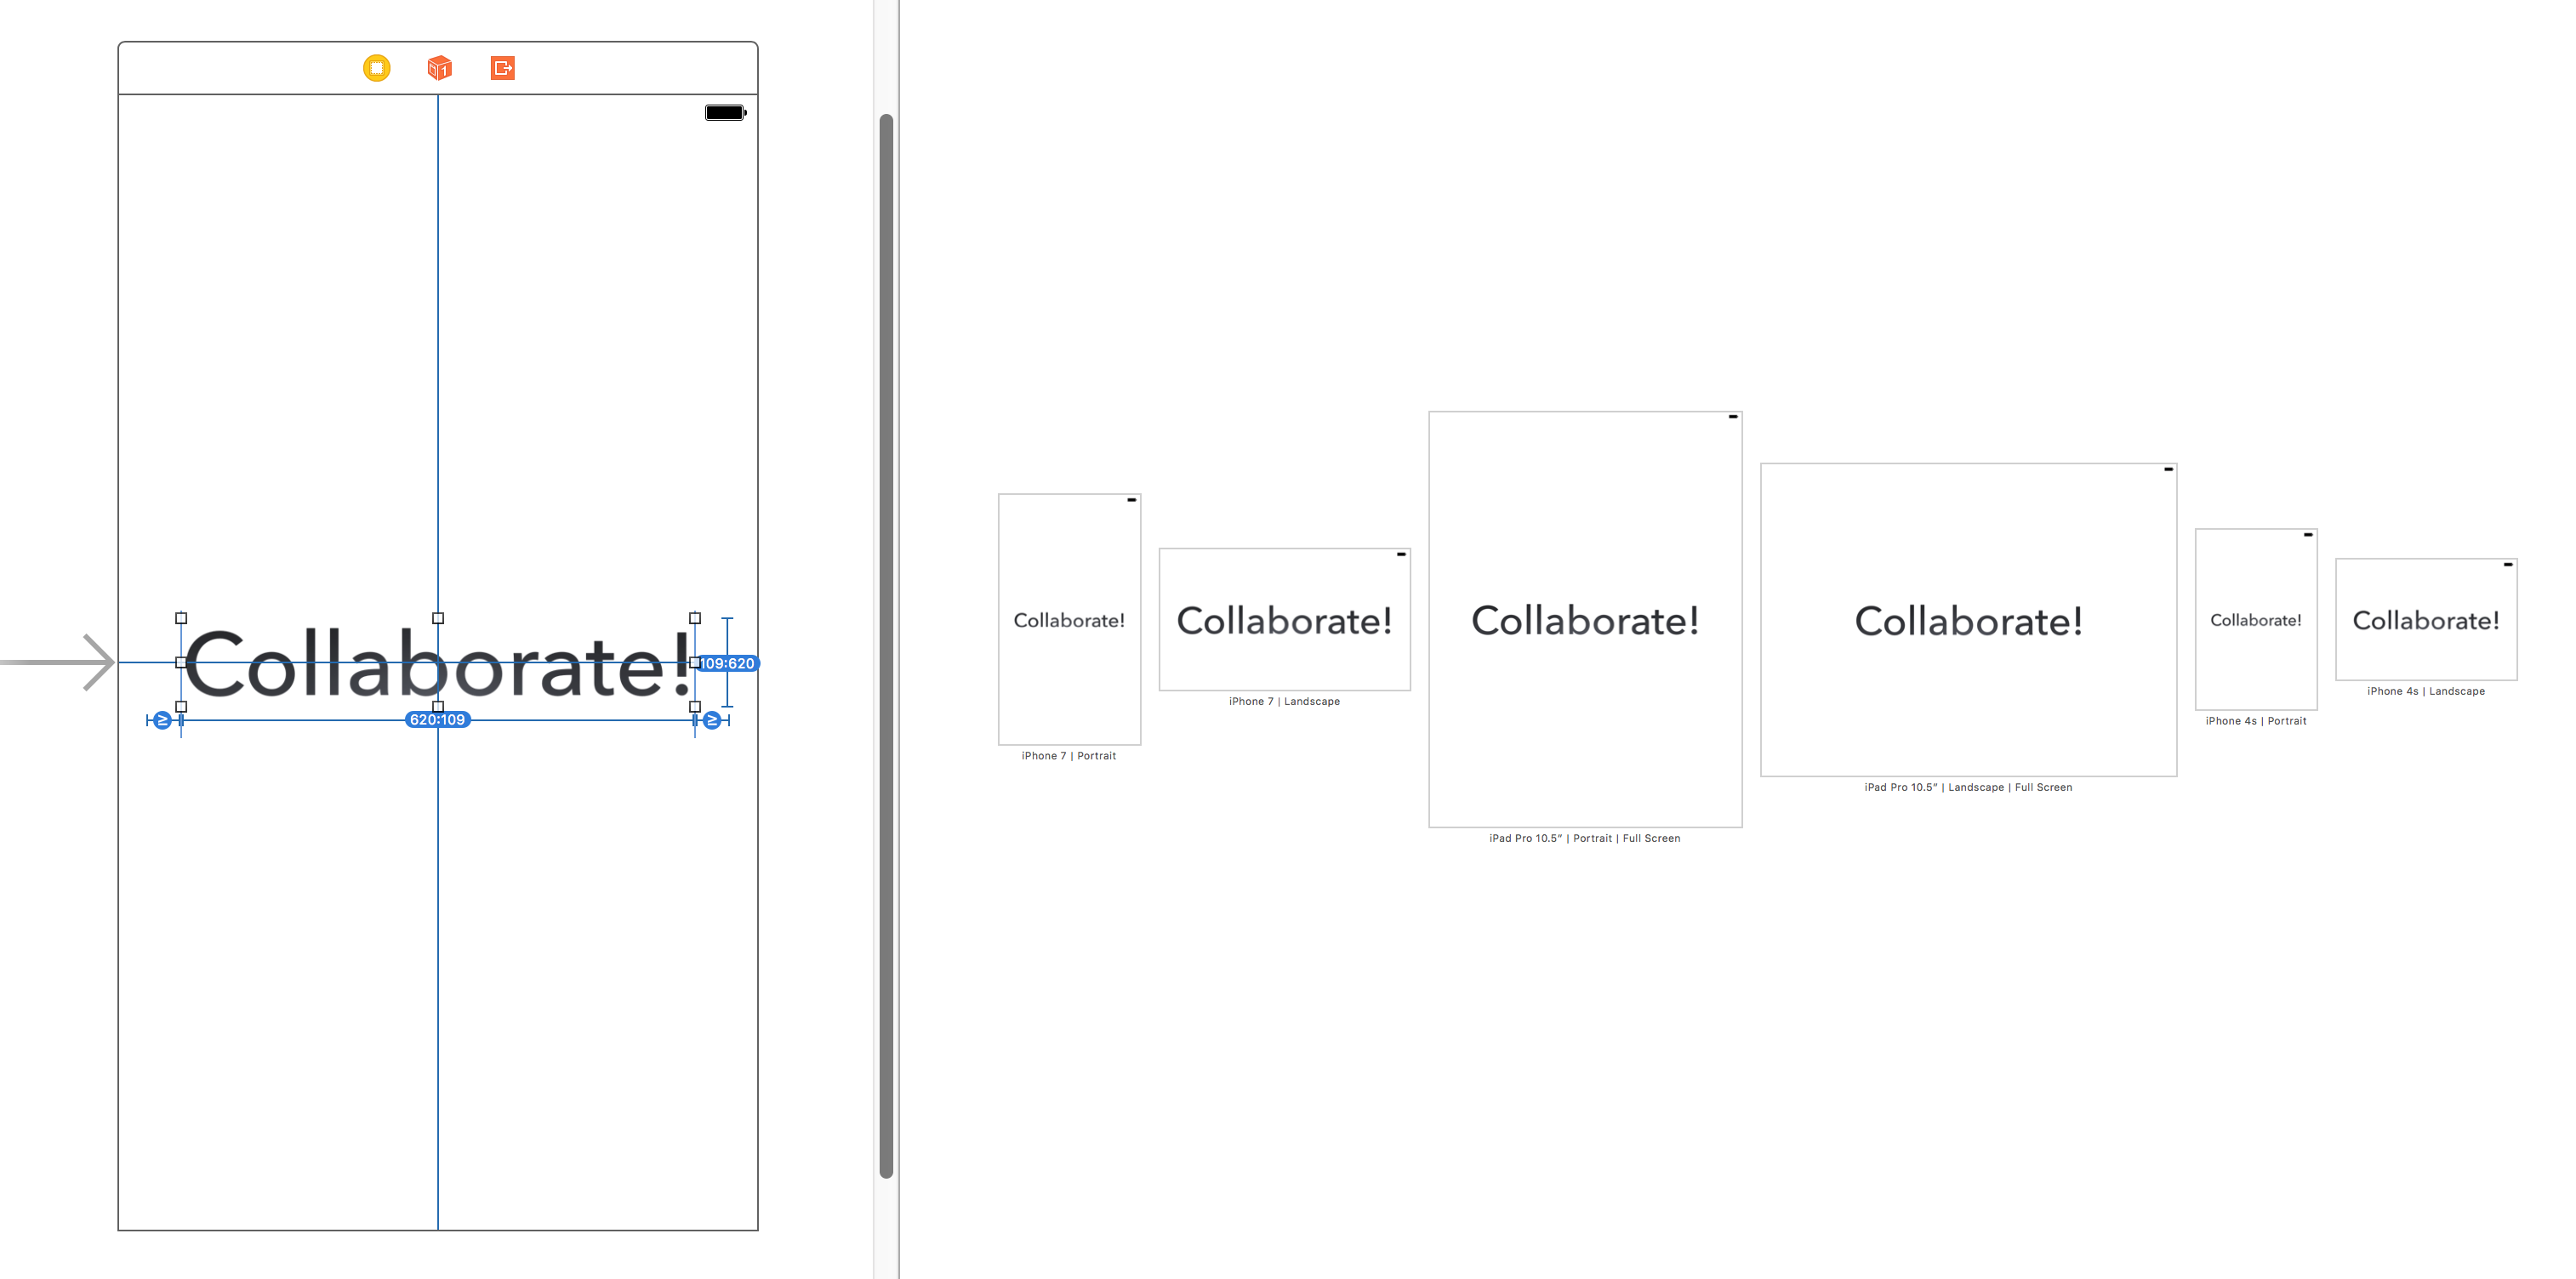 1
Collaborate!
109:620
≥
620:109
≥
Collaborate!
iPhone 7 | Portrait
Collaborate!
iPhone 7 | Landscape
Collaborate!
iPad Pro 10.5” | Portrait | Full Screen
Collaborate!
iPad Pro 10.5” | Landscape | Full Screen
Collaborate!
iPhone 4s | Portrait
Collaborate!
iPhone 4s | Landscape